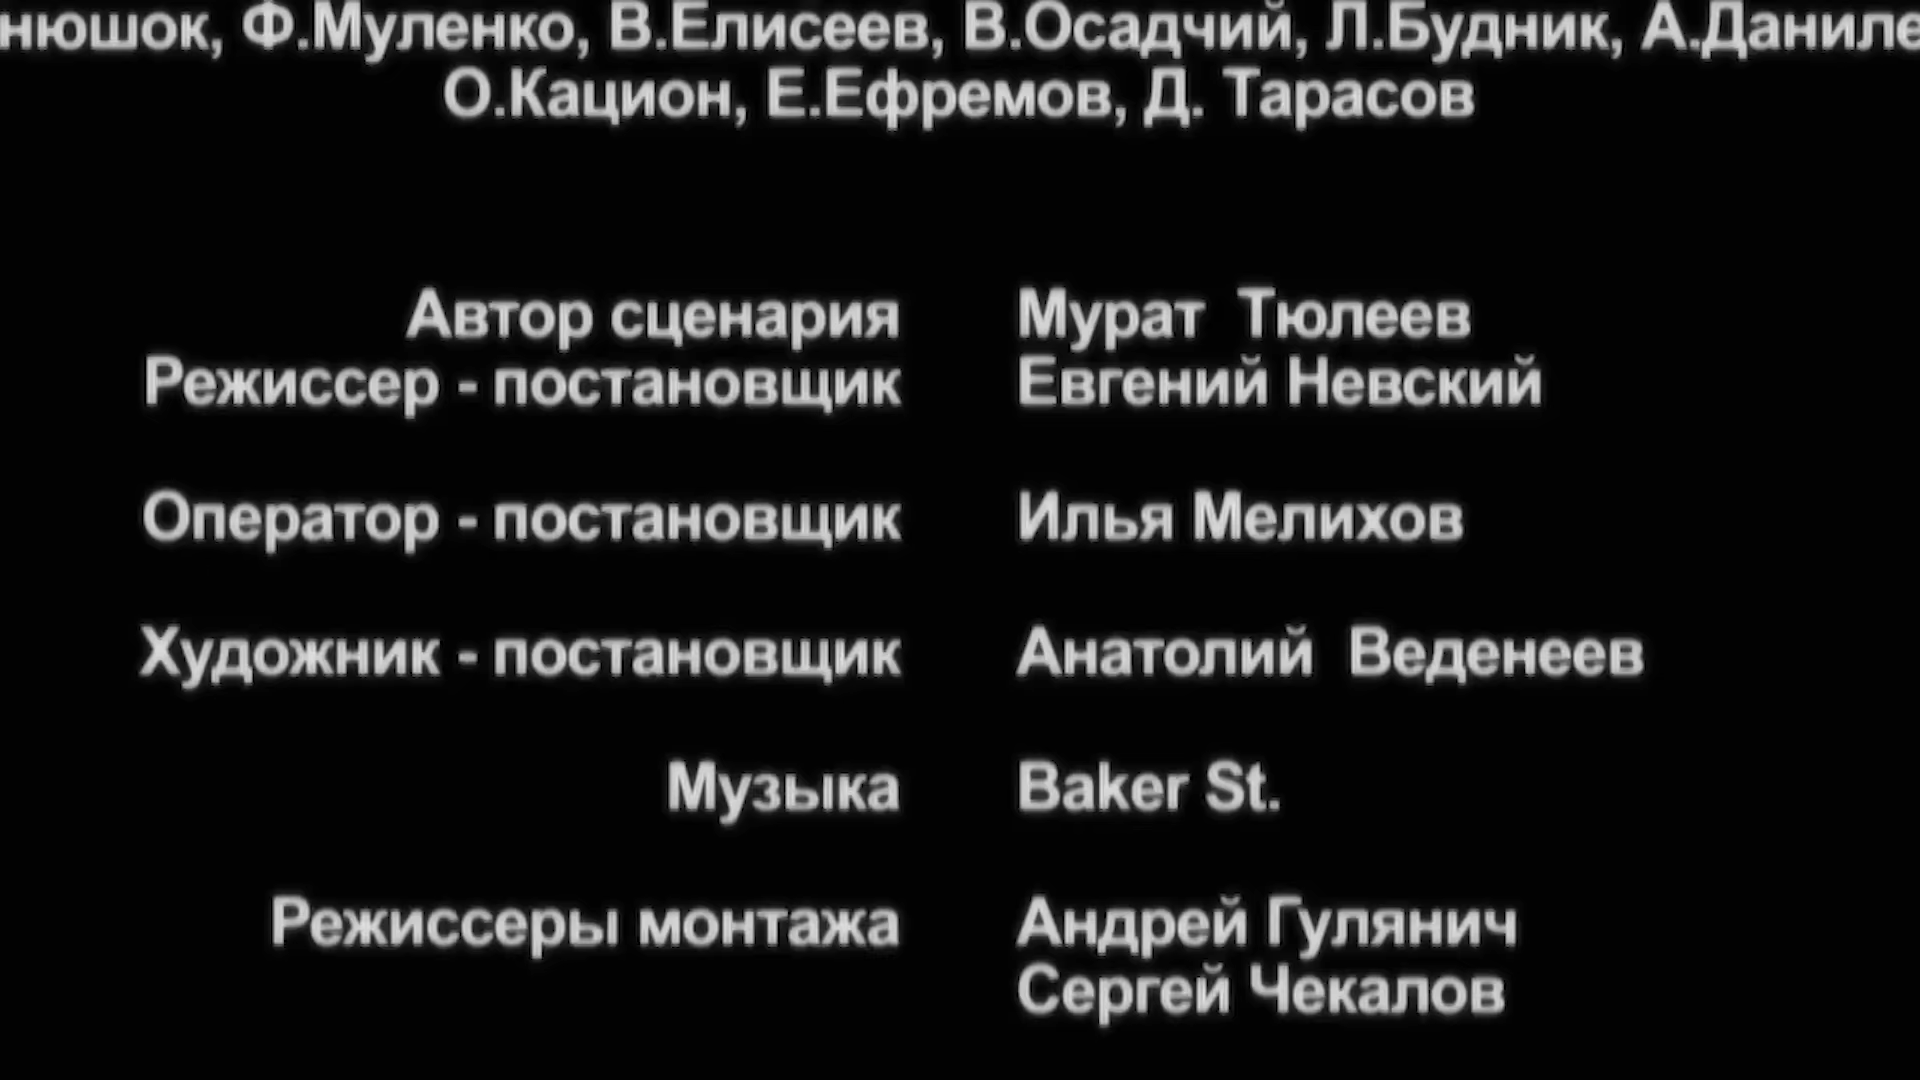 Ф.Муленко, В.Елисеев, В.Осадчий, Л.Будник,
О.Кацион, Е.Ефремов, Д. Тарасов
Автор сценария Мурат Тюлеев
Режиссер - постановщик Евгений Невский
Оператор - постановщик Илья Мелихов
Художник - постановщик Анатолий Веденеев
Музыка Baker St.
Режиссеры монтажа Андрей Гулянич
Сергей Чекалов